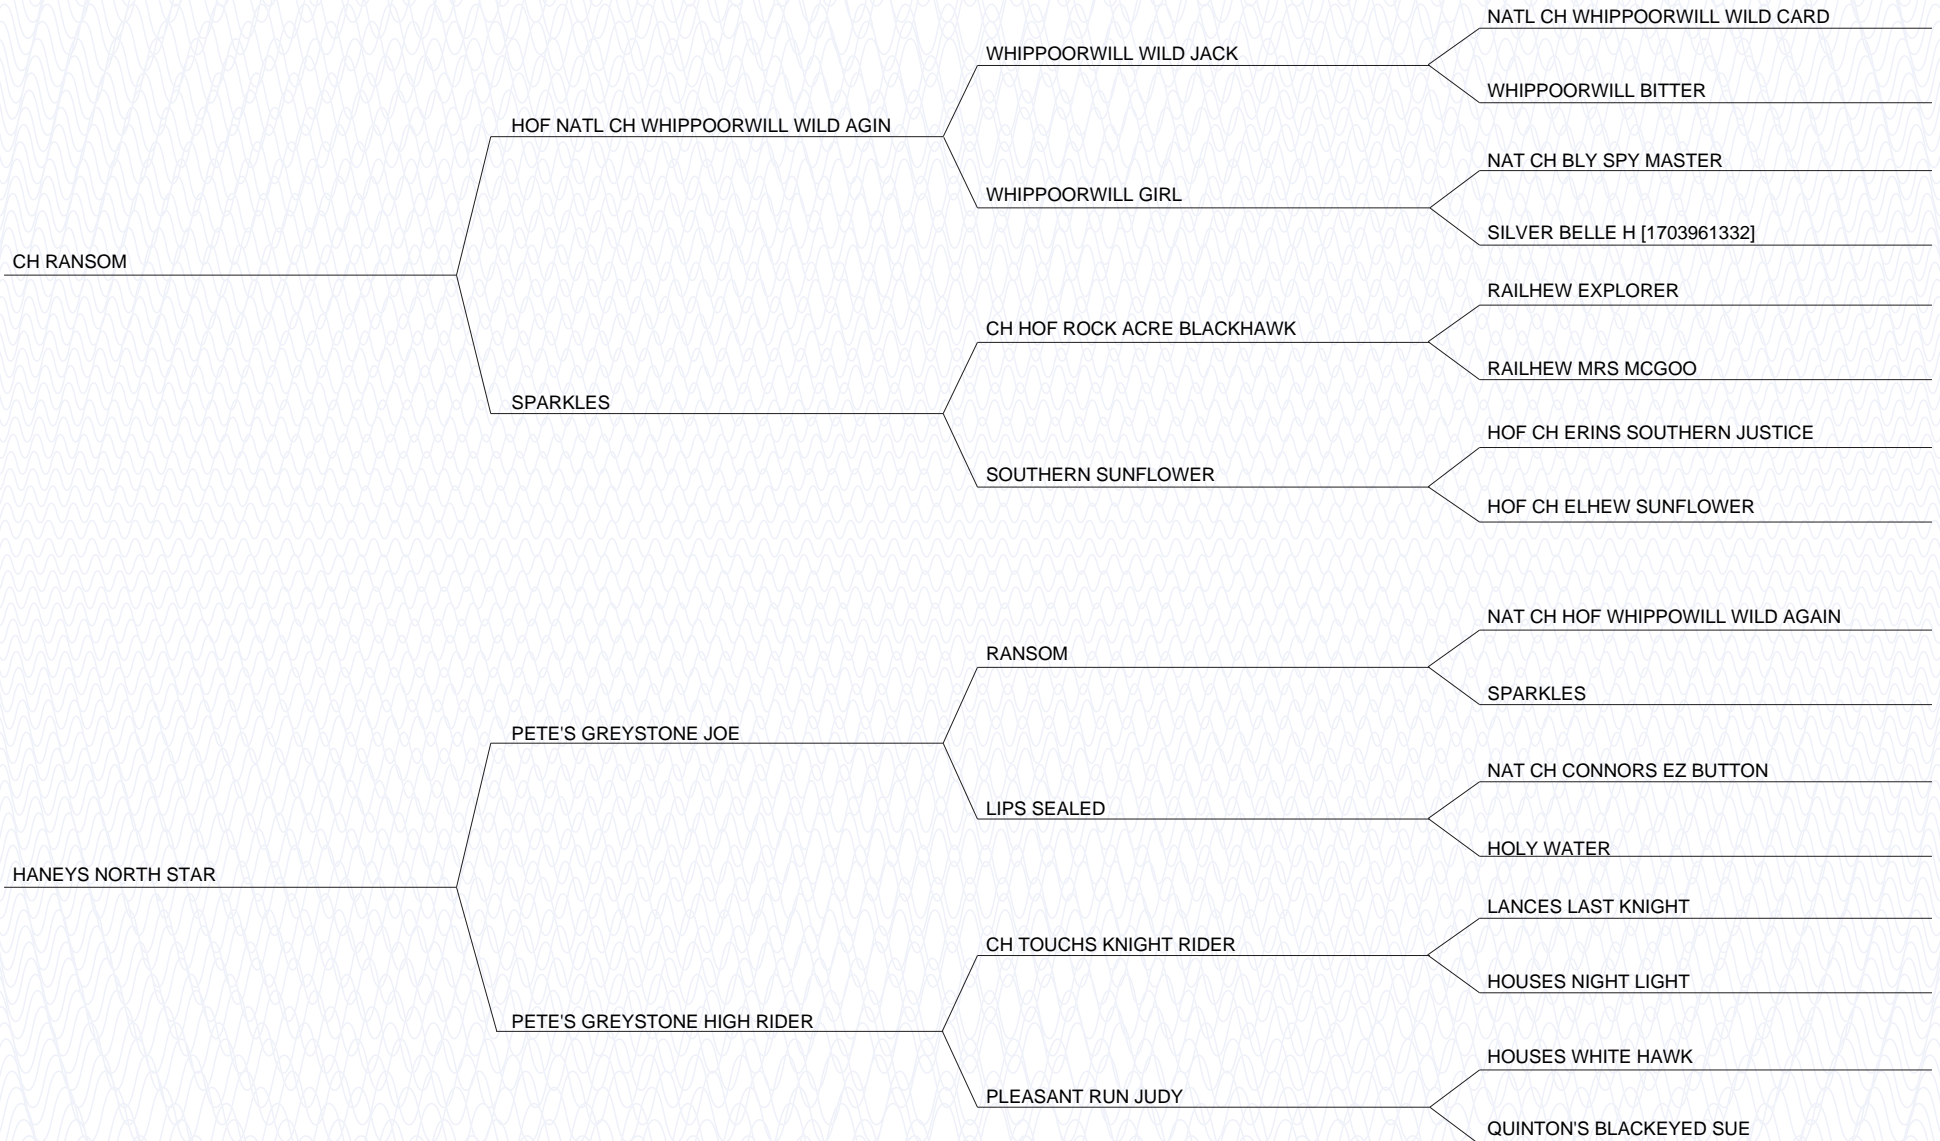 NATL CH WHIPPOORWILL WILD CARD
WHIPPOORWILL WILD JACK
WHIPPOORWILL BITTER
HOF NATL CH WHIPPOORWILL WILD AGIN
NAT CH BLY SPY MASTER
WHIPPOORWILL GIRL
SILVER BELLE H [1703961332]
CH RANSOM
RAILHEW EXPLORER
CH HOF ROCK ACRE BLACKHAWK
RAILHEW MRS MCGOO
SPARKLES
HOF CH ERINS SOUTHERN JUSTICE
SOUTHERN SUNFLOWER
HOF CH ELHEW SUNFLOWER
NAT CH HOF WHIPPOWILL WILD AGAIN
RANSOM
SPARKLES
PETE'S GREYSTONE JOE
NAT CH CONNORS EZ BUTTON
LIPS SEALED
HOLY WATER
HANEYS NORTH STAR
LANCES LAST KNIGHT
CH TOUCHS KNIGHT RIDER
HOUSES NIGHT LIGHT
PETE'S GREYSTONE HIGH RIDER
HOUSES WHITE HAWK
PLEASANT RUN JUDY
QUINTON'S BLACKEYED SUE